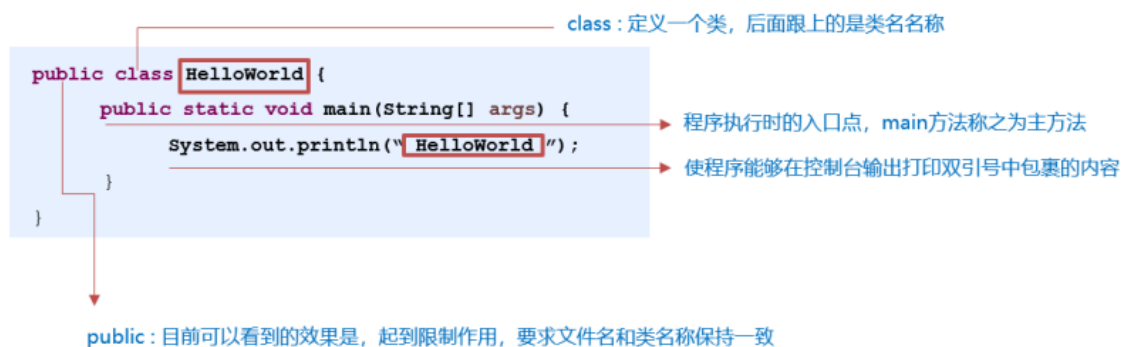 class : 定义一个类，后面跟上的是类名名称
public class HelloWorld {
public static void main(String[] args) {
程序执行时的入口点，main方法称之为主方法
System.out.println(“ HelloWorld ”);
使程序能够在控制台输出打印双引号中包裹的内容
}
}
public : 目前可以看到的效果是，起到限制作用，要求文件名和类名称保持一致